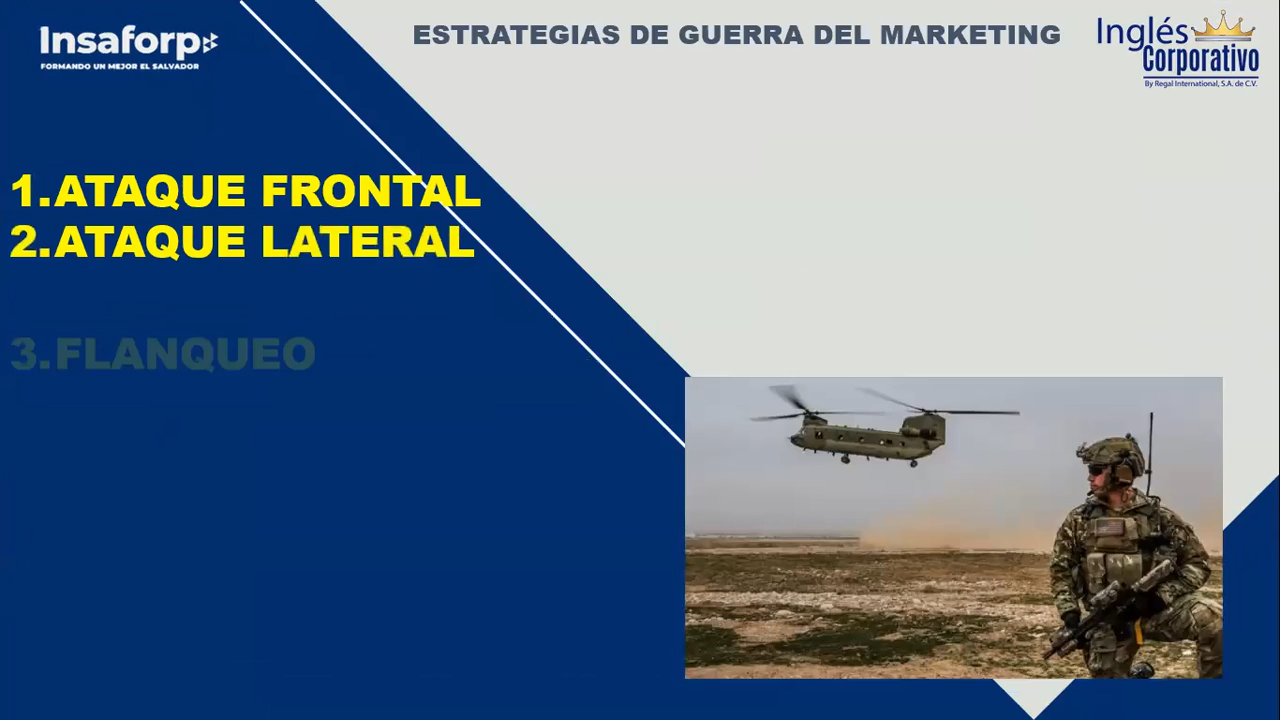 Insaforp
FORMANDO UN MEJOR EL SALVADOR
ESTRATEGIAS DE GUERRA DEL MARKETING
Inglés
Corporativo
By Regal International, S.A. de C.V.
1.ATAQUE FRONTAL
2.ATAQUE LATERAL
3.FLANQUEO